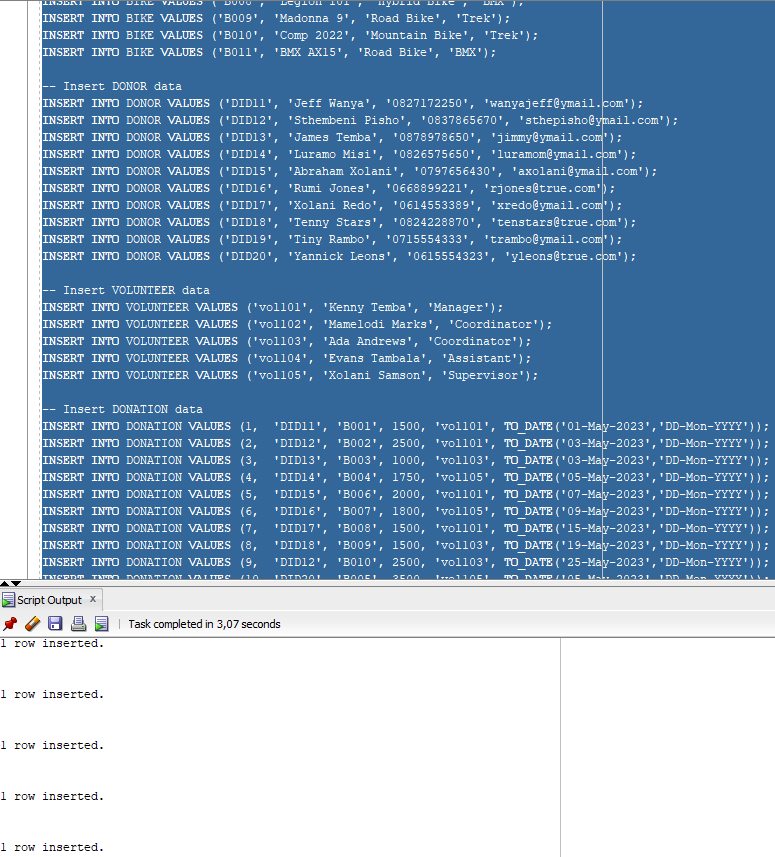 INSERT INTO BIKE VALUES ('B008', 'Legion 101', 'Hybrid Bike', 'BMX');
INSERT INTO BIKE VALUES ('B009', 'Madonna 9', 'Road Bike', 'Trek');
INSERT INTO BIKE VALUES ('B010', 'Comp 2022', 'Mountain Bike', 'Trek');
INSERT INTO BIKE VALUES ('B011', 'BMX AX15', 'Road Bike', 'BMX');
-- Insert DONOR data
INSERT INTO DONOR VALUES ('DID11', 'Jeff Wanya', '0827172250', 'wanyajeff@ymail.com');
INSERT INTO DONOR VALUES ('DID12', 'Sthembeni Pisho', '0837865670', 'sthepisho@ymail.com');
INSERT INTO DONOR VALUES ('DID13', 'James Temba', '0878978650', 'jimmy@ymail.com');
INSERT INTO DONOR VALUES ('DID14', 'Luramo Misi', '0826575650', 'luramom@ymail.com');
INSERT INTO DONOR VALUES ('DID15', 'Abraham Xolani', '0797656430', 'axolani@ymail.com');
INSERT INTO DONOR VALUES ('DID16', 'Rumi Jones', '0668899221', 'rjones@true.com');
INSERT INTO DONOR VALUES ('DID17', 'Xolani Redo', '0614553389', 'xredo@ymail.com');
INSERT INTO DONOR VALUES ('DID18', 'Tenny Stars', '0824228870', 'tenstars@true.com');
INSERT INTO DONOR VALUES ('DID19', 'Tiny Rambo', '0715554333', 'trambo@ymail.com');
INSERT INTO DONOR VALUES ('DID20', 'Yannick Leons', '0615554323', 'yleons@true.com');
-- Insert VOLUNTEER data
INSERT INTO VOLUNTEER VALUES ('vol101', 'Kenny Temba', 'Manager');
INSERT INTO VOLUNTEER VALUES ('vol102', 'Mamelodi Marks', 'Coordinator');
INSERT INTO VOLUNTEER VALUES ('vol103', 'Ada Andrews', 'Coordinator');
INSERT INTO VOLUNTEER VALUES ('vol104', 'Evans Tambala', 'Assistant');
INSERT INTO VOLUNTEER VALUES ('vol105', 'Xolani Samson', 'Supervisor');
-- Insert DONATION data
INSERT INTO DONATION VALUES (1,  'DID11', 'B001', 1500, 'vol101', TO_DATE('01-May-2023','DD-Mon-YYYY'));
INSERT INTO DONATION VALUES (2,  'DID12', 'B002', 2500, 'vol101', TO_DATE('03-May-2023','DD-Mon-YYYY'));
INSERT INTO DONATION VALUES (3,  'DID13', 'B003', 1000, 'vol103', TO_DATE('03-May-2023','DD-Mon-YYYY'));
INSERT INTO DONATION VALUES (4,  'DID14', 'B004', 1750, 'vol105', TO_DATE('05-May-2023','DD-Mon-YYYY'));
INSERT INTO DONATION VALUES (5,  'DID15', 'B006', 2000, 'vol101', TO_DATE('07-May-2023','DD-Mon-YYYY'));
INSERT INTO DONATION VALUES (6,  'DID16', 'B007', 1800, 'vol105', TO_DATE('09-May-2023','DD-Mon-YYYY'));
INSERT INTO DONATION VALUES (7,  'DID17', 'B008', 1500, 'vol101', TO_DATE('15-May-2023','DD-Mon-YYYY'));
INSERT INTO DONATION VALUES (8,  'DID18', 'B009', 1500, 'vol103', TO_DATE('19-May-2023','DD-Mon-YYYY'));
INSERT INTO DONATION VALUES (9,  'DID12', 'B010', 2500, 'vol103', TO_DATE('25-May-2023','DD-Mon-YYYY'));
INSERT INTO DONATION VALUES (10, 'DID20', 'B005', 3500, 'vol105', TO_DATE('05-May-2023','DD-Mon-YYYY'));
Script Output x
Task completed in 3,07 seconds
1 row inserted.
1 row inserted.
1 row inserted.
1 row inserted.
1 row inserted.